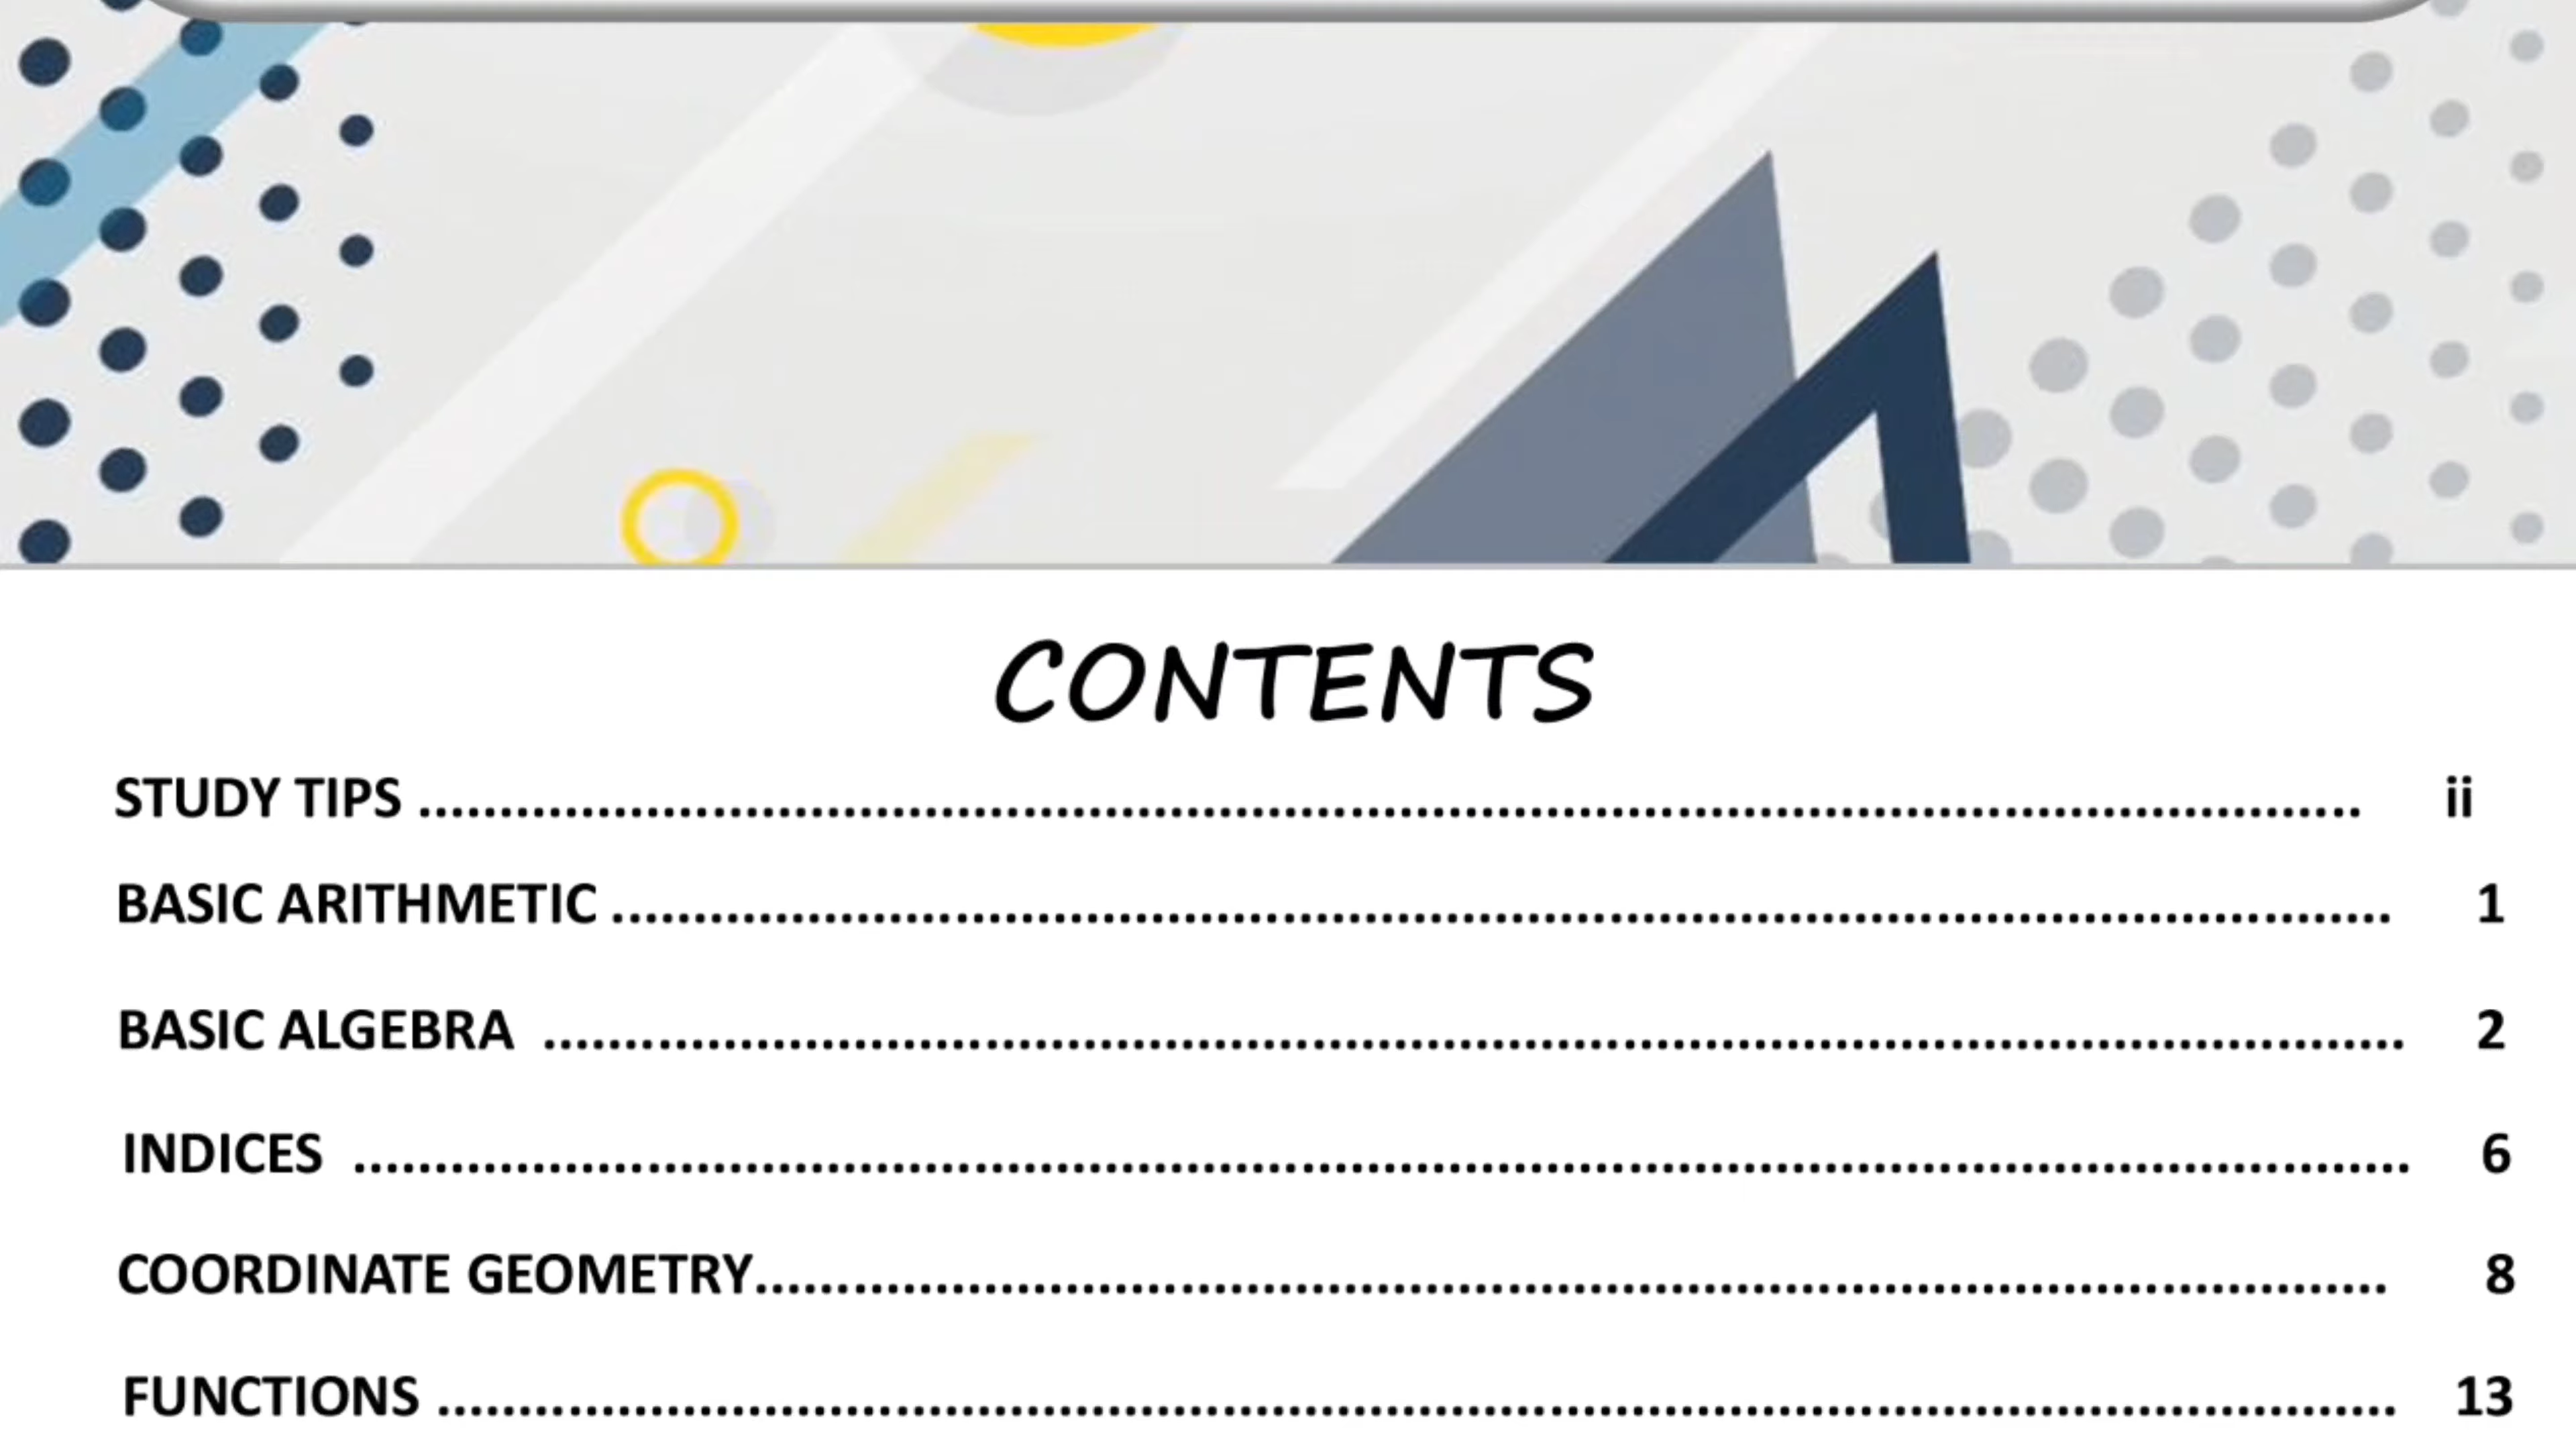 CONTENTS
STUDY TIPS ........................................................................................................................ ii
BASIC ARITHMETIC .............................................................................................................. 1
BASIC ALGEBRA ................................................................................................................... 2
INDICES ............................................................................................................................... 6
COORDINATE GEOMETRY..................................................................................................... 8
FUNCTIONS ......................................................................................................................... 13